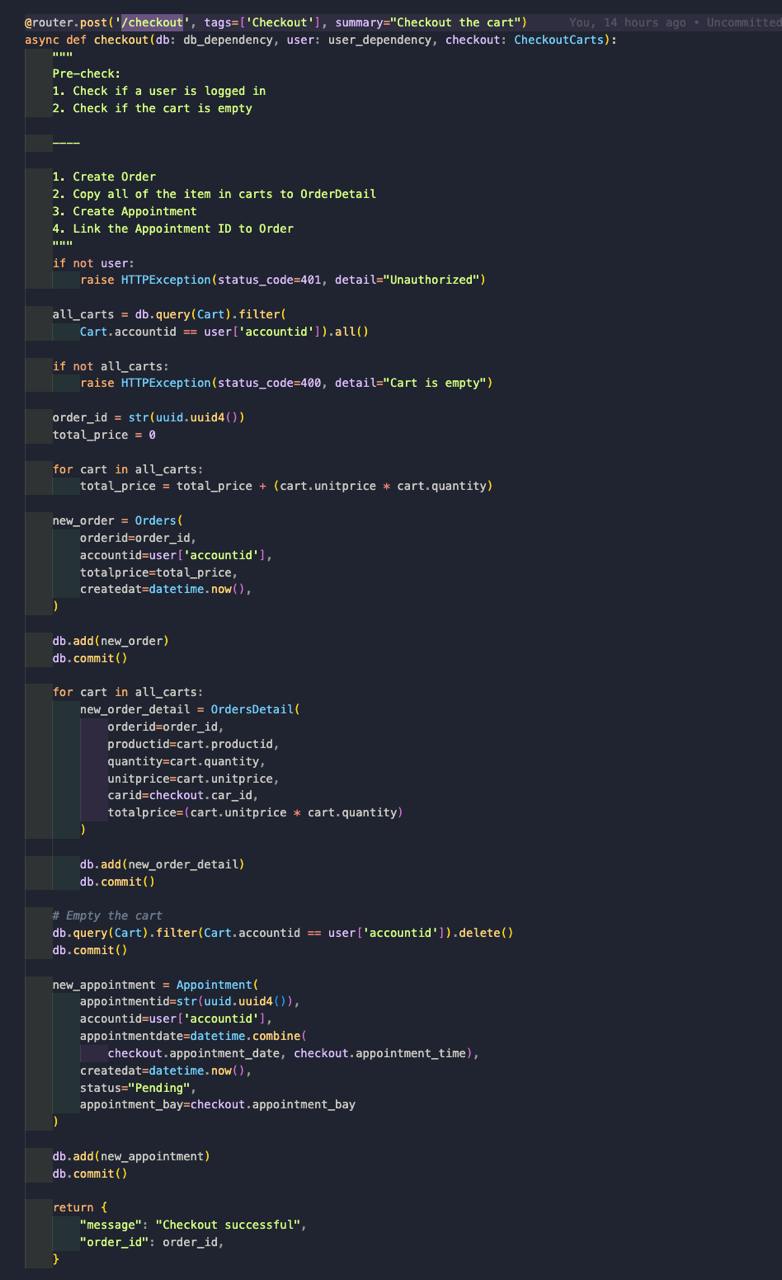 @router.post('/checkout', tags=['Checkout'], summary="Checkout the cart") You, 14 hours ago • Uncommitted
async def checkout(db: db_dependency, user: user_dependency, checkout: CheckoutCarts):
    """
    Pre-check:
    1. Check if a user is logged in
    2. Check if the cart is empty

    ----

    1. Create Order
    2. Copy all of the item in carts to OrderDetail
    3. Create Appointment
    4. Link the Appointment ID to Order
    """
    if not user:
        raise HTTPException(status_code=401, detail="Unauthorized")

    all_carts = db.query(Cart).filter(
        Cart.accountid == user['accountid']).all()

    if not all_carts:
        raise HTTPException(status_code=400, detail="Cart is empty")

    order_id = str(uuid.uuid4())
    total_price = 0

    for cart in all_carts:
        total_price = total_price + (cart.unitprice * cart.quantity)

    new_order = Orders(
        orderid=order_id,
        accountid=user['accountid'],
        totalprice=total_price,
        createdat=datetime.now(),
    )

    db.add(new_order)
    db.commit()

    for cart in all_carts:
        new_order_detail = OrdersDetail(
            orderid=order_id,
            productid=cart.productid,
            quantity=cart.quantity,
            unitprice=cart.unitprice,
            carid=checkout.car_id,
            totalprice=(cart.unitprice * cart.quantity)
        )

        db.add(new_order_detail)
        db.commit()

    # Empty the cart
    db.query(Cart).filter(Cart.accountid == user['accountid']).delete()
    db.commit()

    new_appointment = Appointment(
        appointmentid=str(uuid.uuid4()),
        accountid=user['accountid'],
        appointmentdate=datetime.combine(
            checkout.appointment_date, checkout.appointment_time),
        createdat=datetime.now(),
        status="Pending",
        appointment_bay=checkout.appointment_bay
    )

    db.add(new_appointment)
    db.commit()

    return {
        "message": "Checkout successful",
        "order_id": order_id,
    }